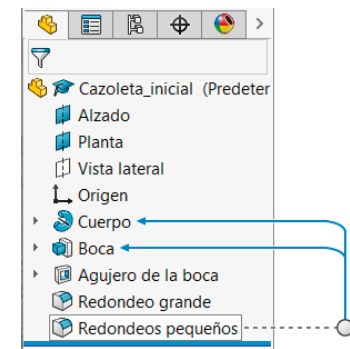 Cazoleta_inicial (Predeter
Alzado
Planta
Vista lateral
Origen
Cuerpo
Boca
Agujero de la boca
Redondeo grande
Redondeos pequeños